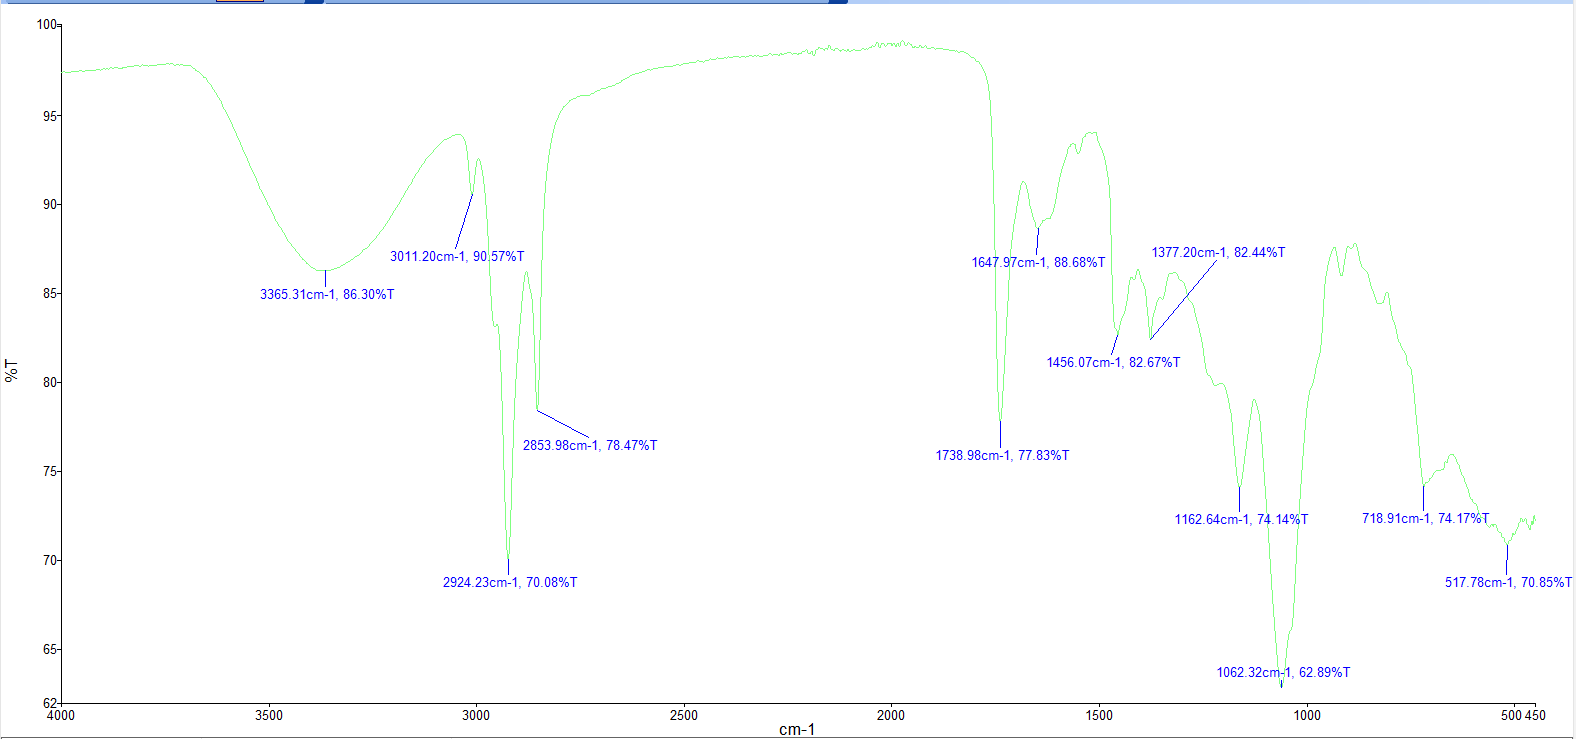 100
95
90
85
80
75
70
65
62
%T
3011.20cm-1, 90.57%T
3365.31cm-1, 86.30%T
2853.98cm-1, 78.47%T
2924.23cm-1, 70.08%T
1738.98cm-1, 77.83%T
1647.97cm-1, 88.68%T
1377.20cm-1, 82.44%T
1456.07cm-1, 82.67%T
1162.64cm-1, 74.14%T
1062.32cm-1, 62.89%T
718.91cm-1, 74.17%T
517.78cm-1, 70.85%T
4000 3500 3000 2500 2000 1500 1000 500 450
cm-1